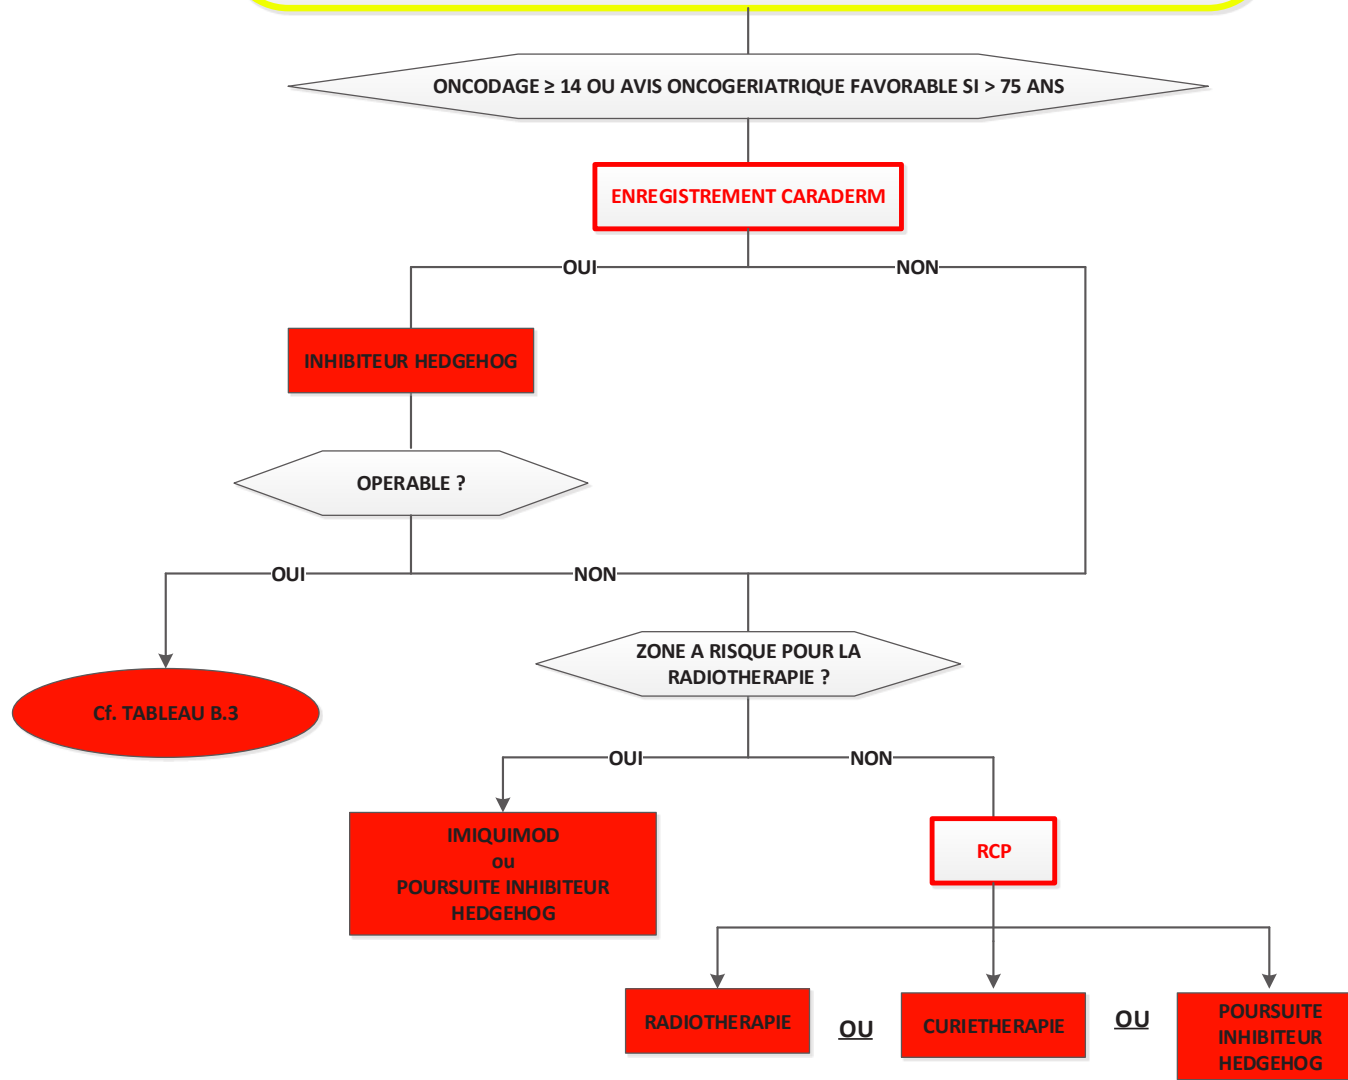 ONCODAGE ≥ 14 OU AVIS ONCOGERIATRIQUE FAVORABLE SI > 75 ANS
ENREGISTREMENT CARADERM
OUI
NON
INHIBITEUR HEDGEHOG
OPERABLE ?
OUI
NON
ZONE A RISQUE POUR LA
RADIOTHERAPIE ?
Cf. TABLEAU B.3
OUI
NON
IMIQUIMOD
ou
POURSUITE INHIBITEUR
HEDGEHOG
RCP
RADIOTHERAPIE
OU
CURIETHERAPIE
OU
POURSUITE
INHIBITEUR
HEDGEHOG